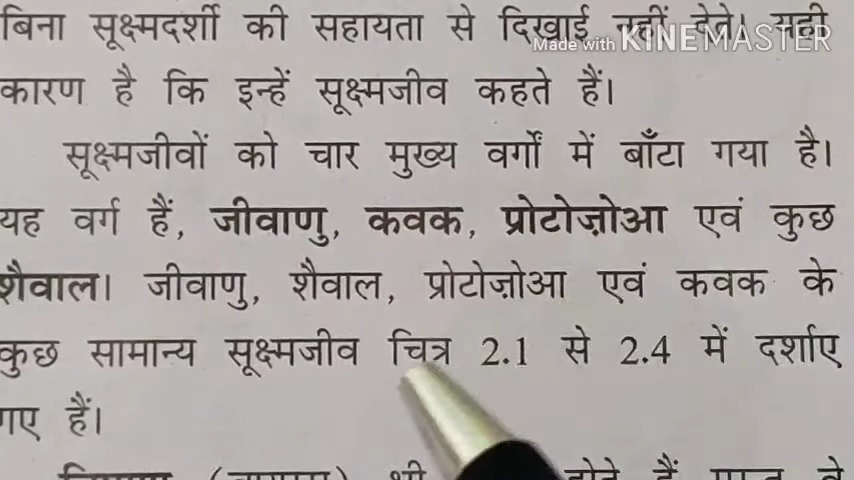 बिना सूक्ष्मदर्शी की सहायता से दिखाई नहीं देते। यही
Made with KINEMASTER
कारण है कि इन्हें सूक्ष्मजीव कहते हैं।
सूक्ष्मजीवों को चार मुख्य वर्गों में बाँटा गया है।
यह वर्ग हैं, जीवाणु, कवक, प्रोटोज़ोआ एवं कुछ
शैवाल। जीवाणु, शैवाल, प्रोटोज़ोआ एवं कवक के
कुछ सामान्य सूक्ष्मजीव चित्र 2.1 से 2.4 में दर्शाए
गए हैं।